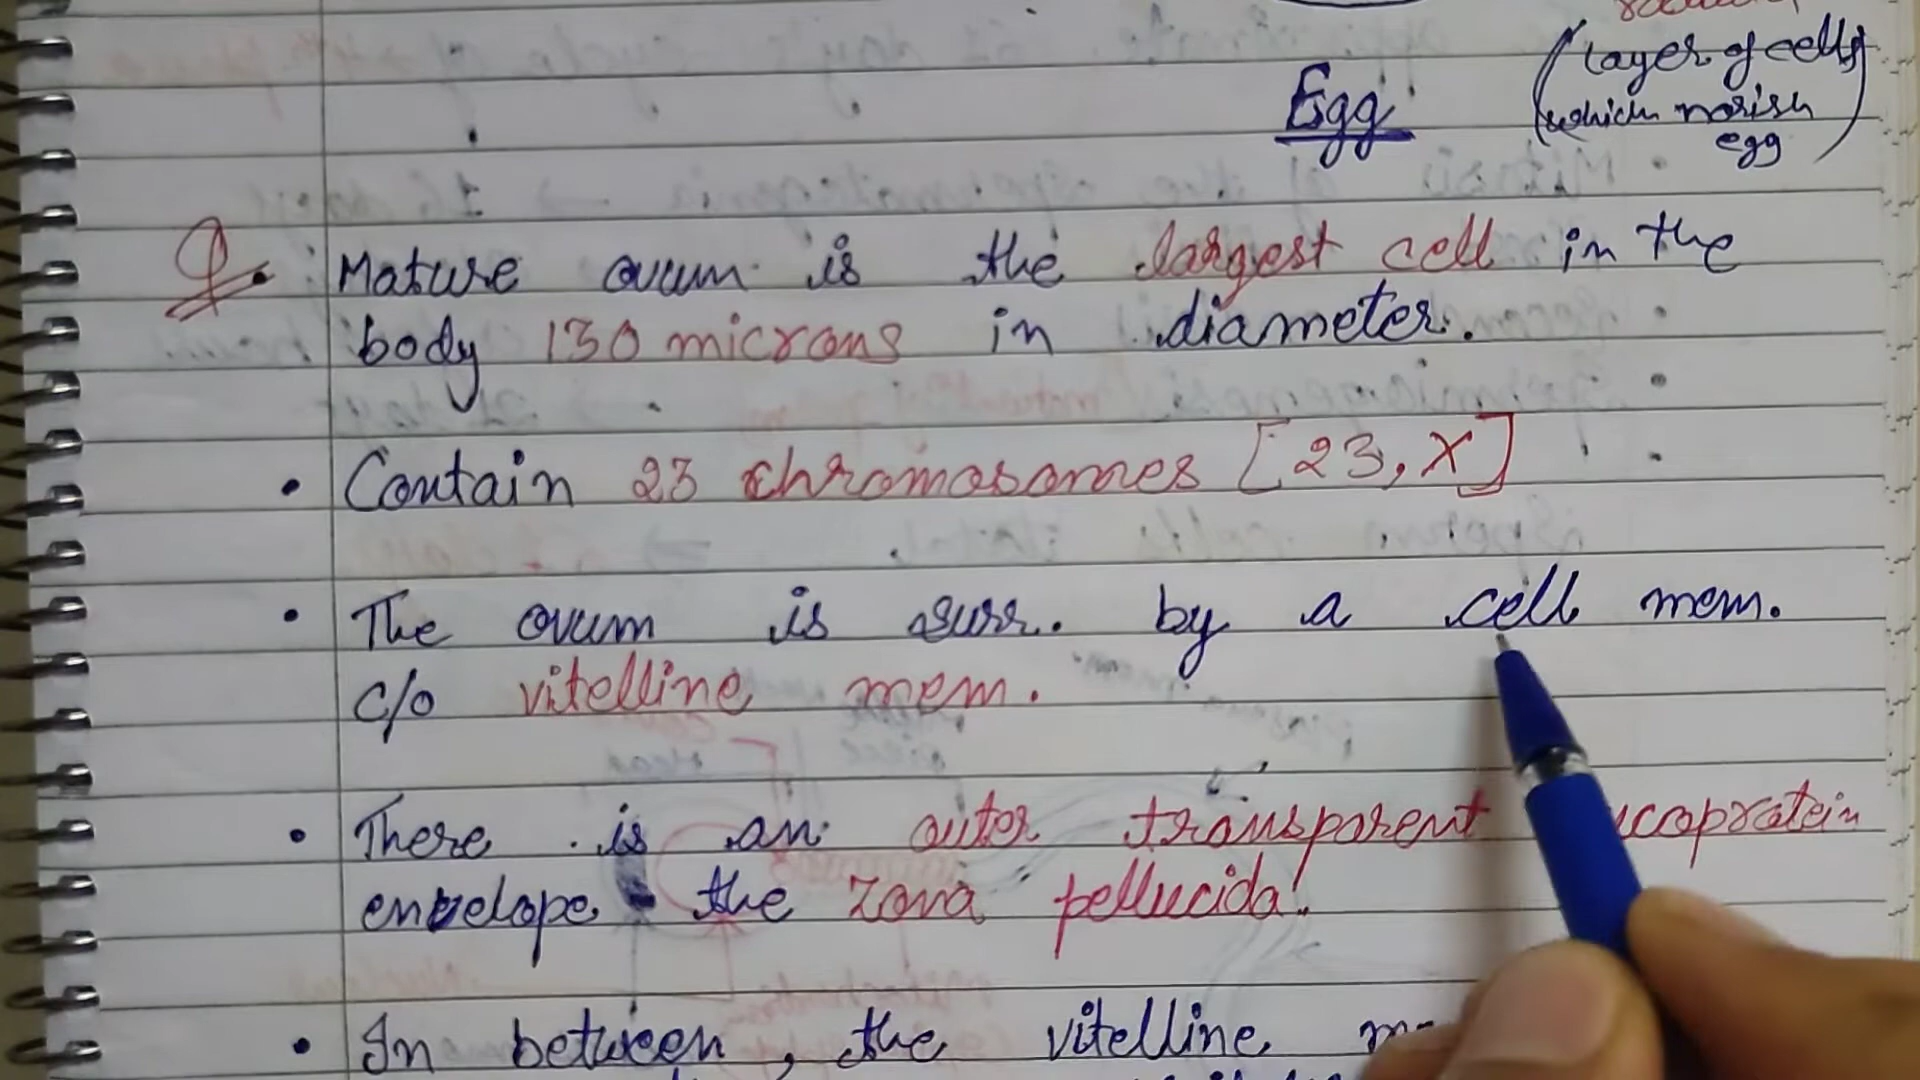 (layer of cells
Egg
which norish
egg)
Q. Mature ovum is the largest cell in the
body 130 microns in diameter.
• Contain 23 chromosomes [23, X]
• The ovum is surr. by a cell mem.
c/o vitelline mem.
• There is an outer transparent
envelope the zona pellucida.
• In between, the vitelline